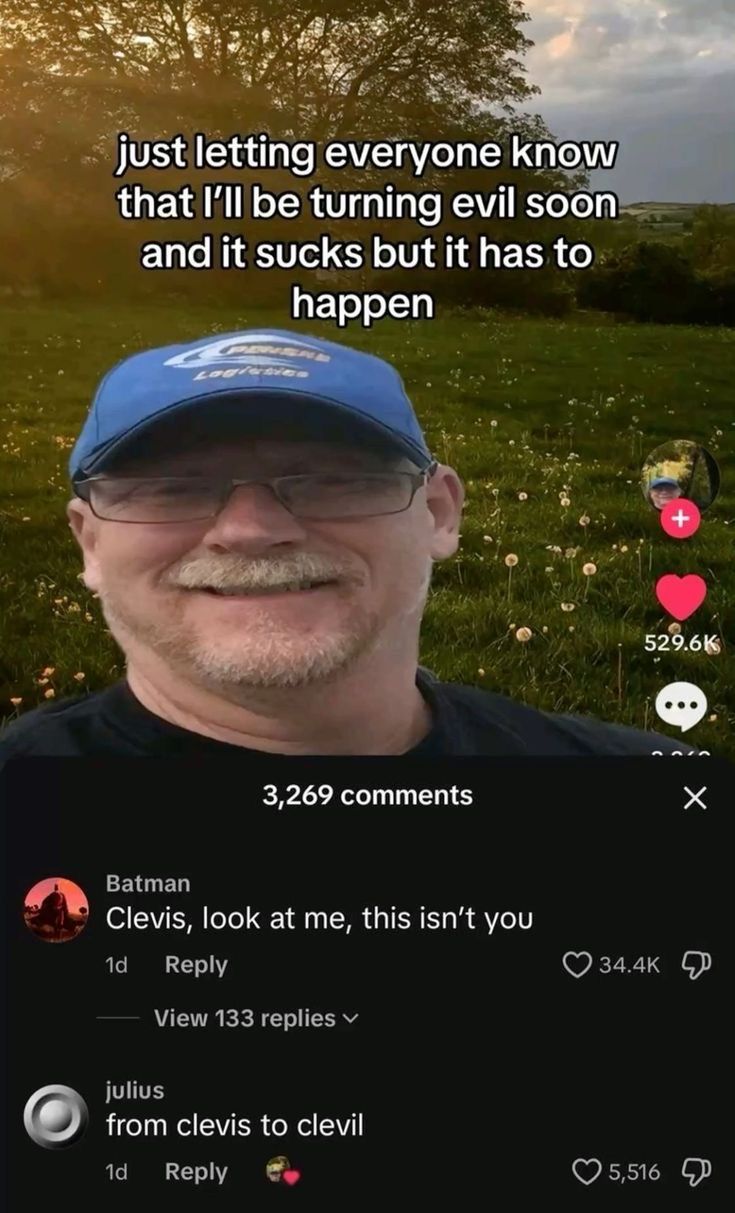 just letting everyone know
that I'll be turning evil soon
and it sucks but it has to
happen
PENSKE
Logistics
529.6K
3,269 comments
Batman
Clevis, look at me, this isn't you
1d Reply 34.4K
View 133 replies
julius
from clevis to clevil
1d Reply 5,516